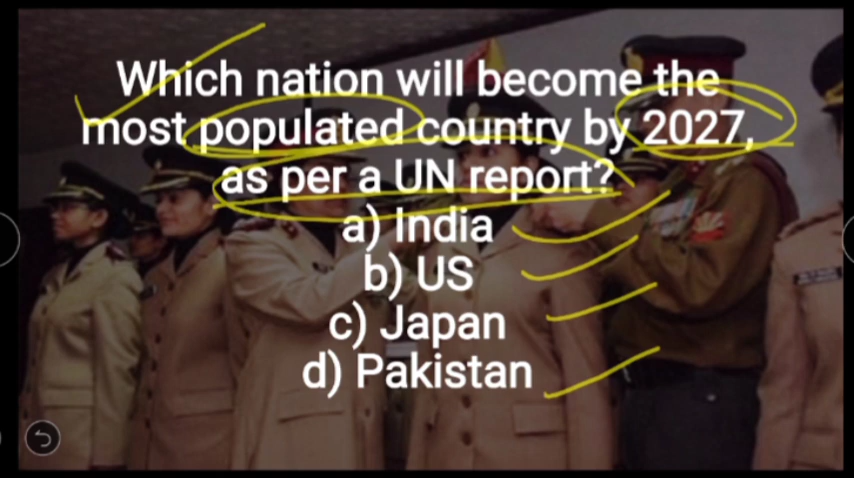 Which nation will become the
most populated country by 2027,
as per a UN report?
a) India
b) US
c) Japan
d) Pakistan